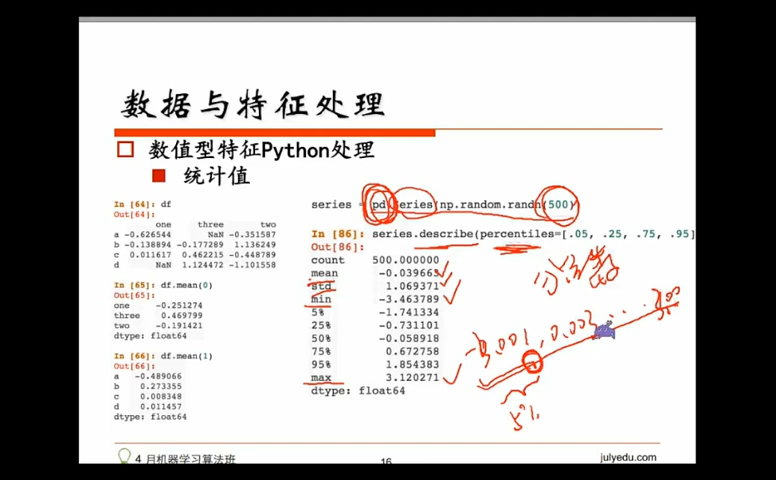 数据与特征处理
数值型特征Python处理
统计值
In [64]: df
Out[64]:
one three two
a -0.626544 NaN -0.351587
b -0.138894 -0.177289 1.136249
c 0.011617 0.462215 -0.448789
d NaN 1.124472 -1.101558
In [65]: df.mean(0)
Out[65]:
one -0.251274
three 0.469799
two -0.191421
dtype: float64
In [66]: df.mean(1)
Out[66]:
a -0.489066
b 0.273355
c 0.008348
d 0.011457
dtype: float64
series = pd.Series(np.random.randn(500)
In [86]: series.describe(percentiles=[.05, .25, .75, .95]
Out[86]:
count 500.000000
mean -0.039663
std 1.069371
min -3.463789
5% -1.741334
25% -0.731101
50% -0.058918
75% 0.672758
95% 1.854383
max 3.120271
dtype: float64
0.003
5%
4 月机器学习算法班
16
julyedu.com